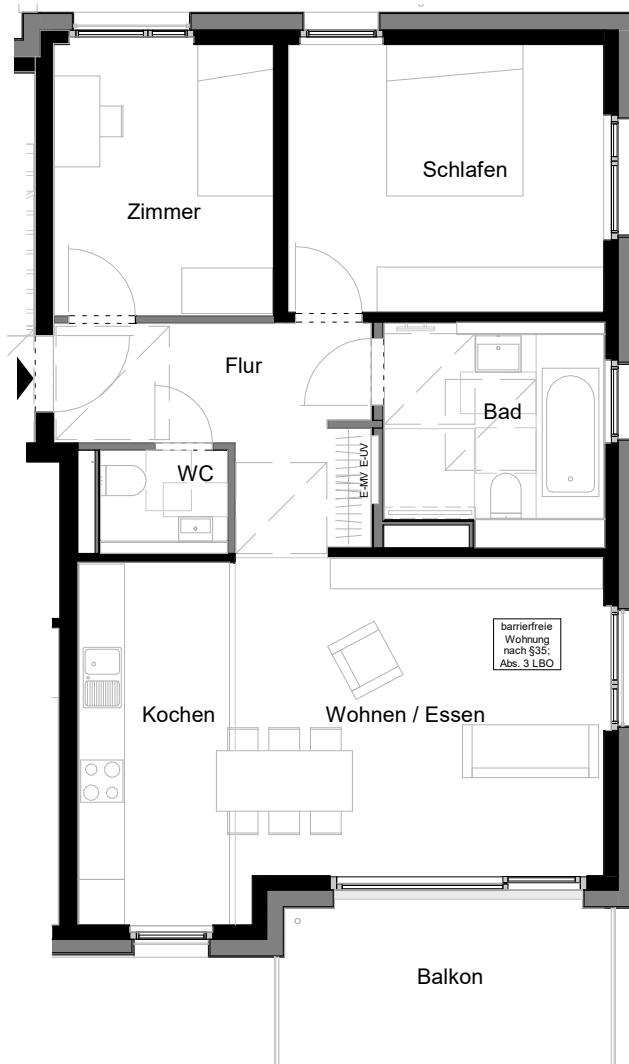 Schlafen
Zimmer
Flur
Bad
WC
E-MV E-UV
barrierfreie
Wohnung
nach §35;
Abs. 3 LBO
Kochen
Wohnen / Essen
Balkon